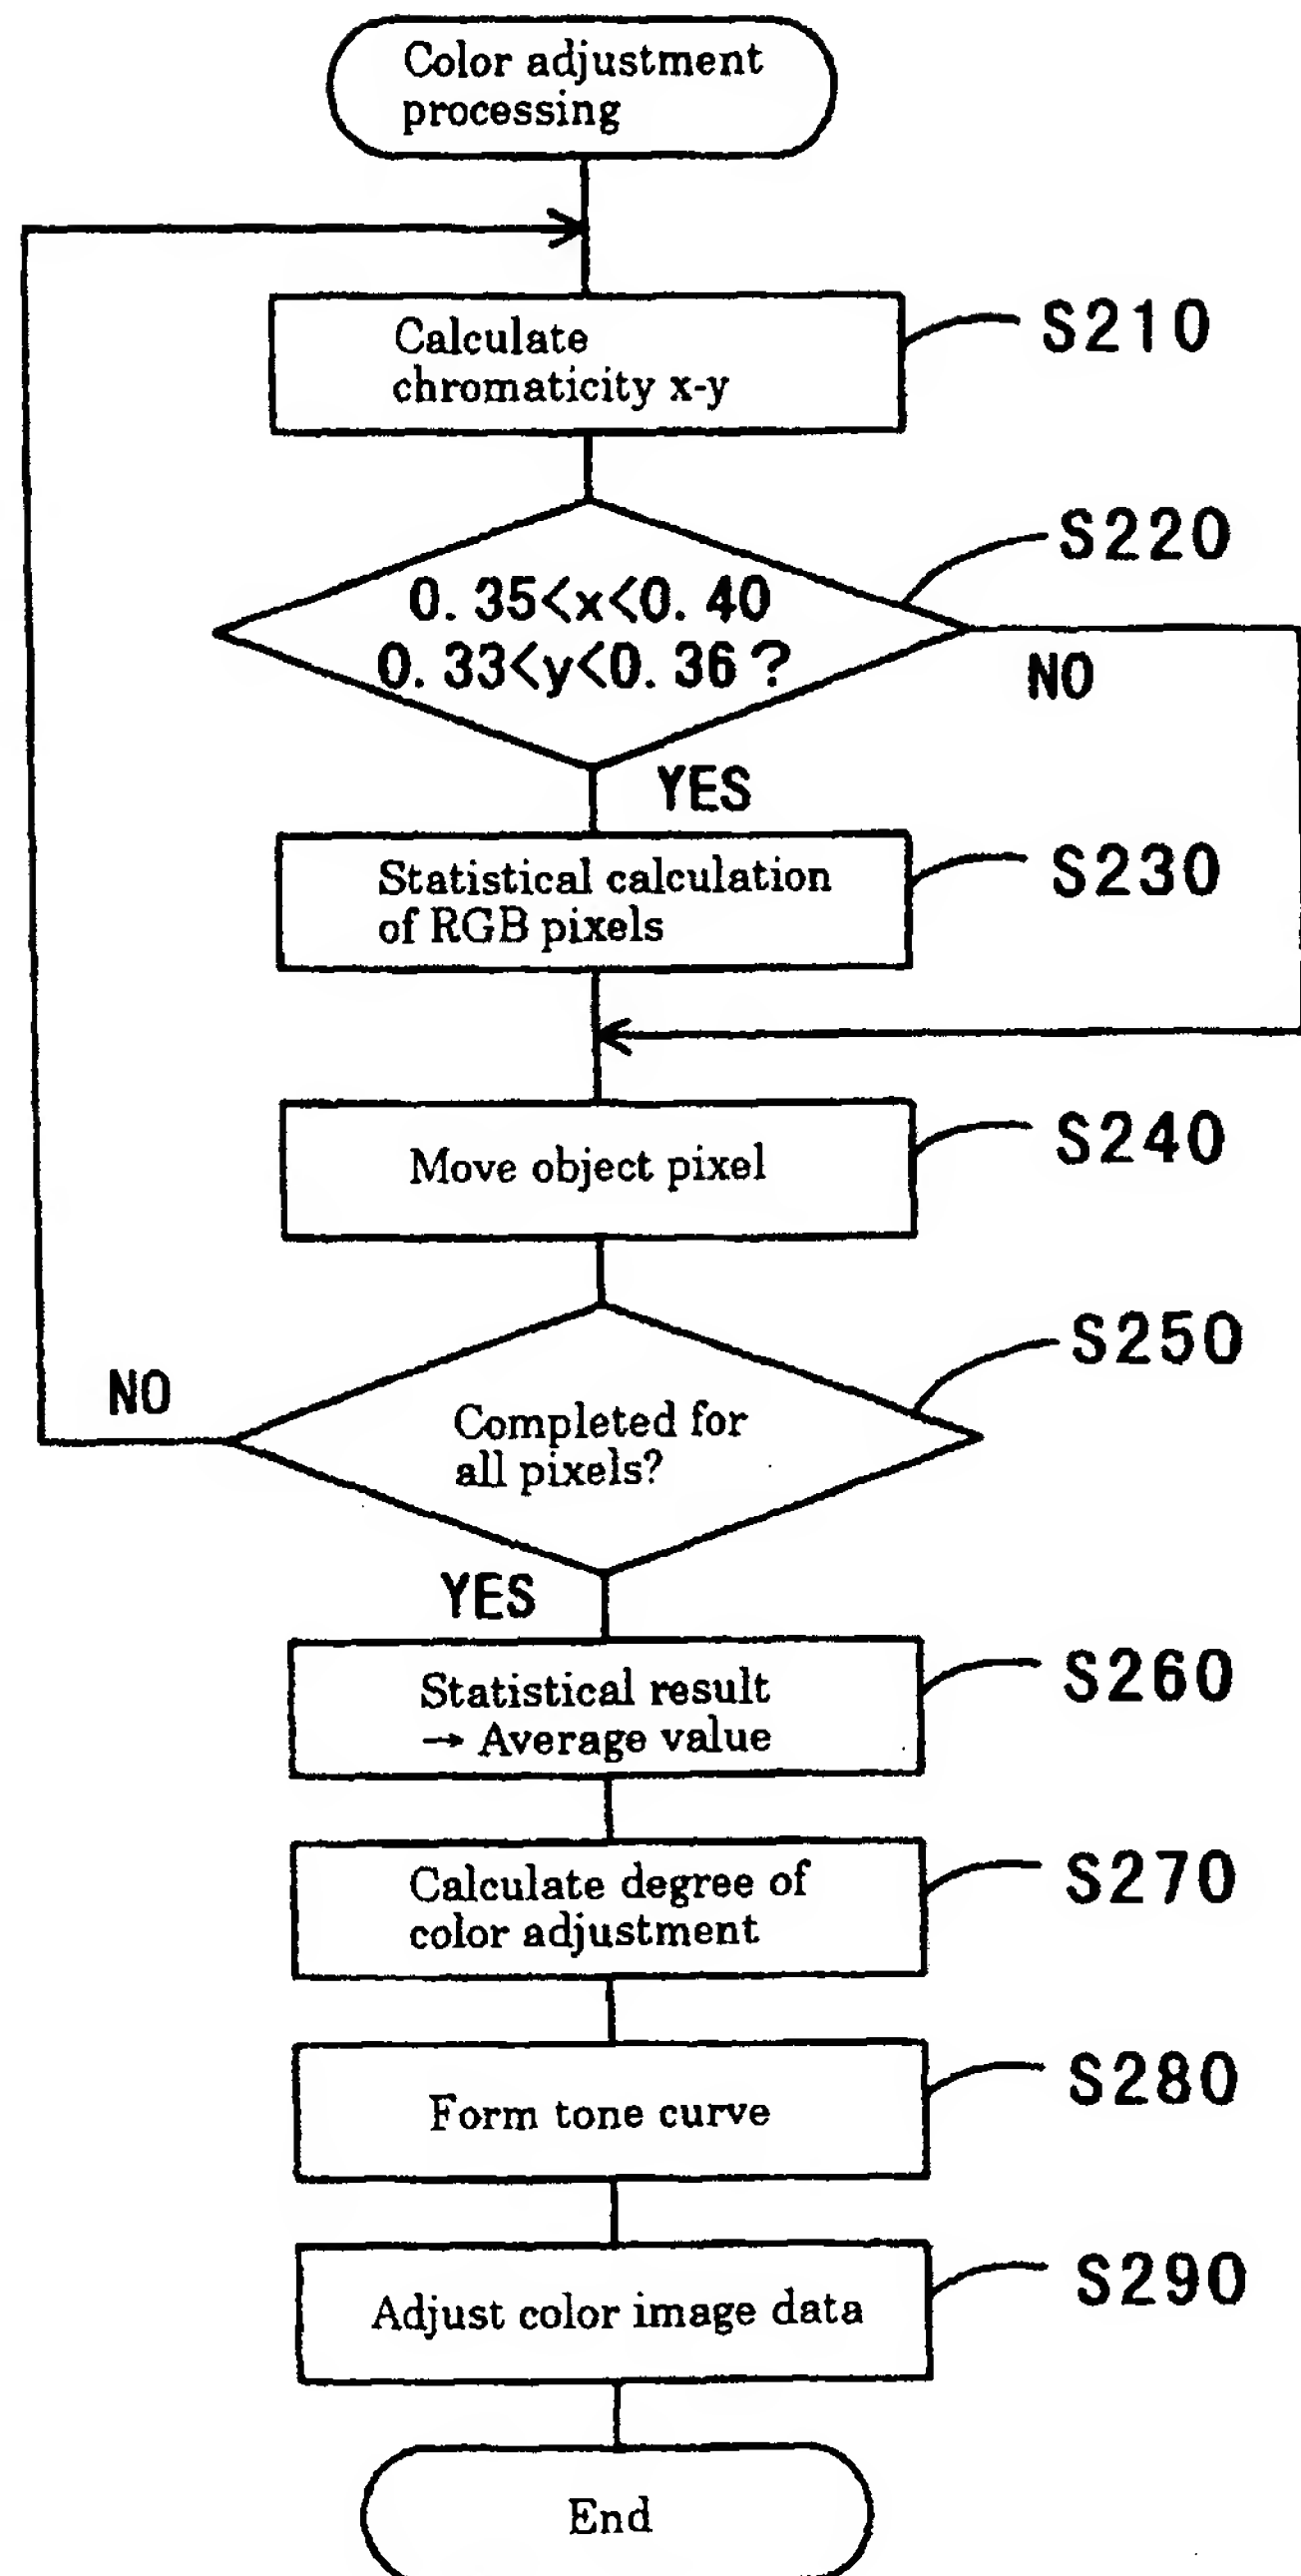 Color adjustment
processing
Calculate
chromaticity x-y
S210
0.35<x<0.40
0.33<y<0.36?
S220
NO
YES
Statistical calculation
of RGB pixels
S230
Move object pixel
S240
Completed for
all pixels?
S250
NO
YES
Statistical result
→ Average value
S260
Calculate degree of
color adjustment
S270
Form tone curve
S280
Adjust color image data
S290
End